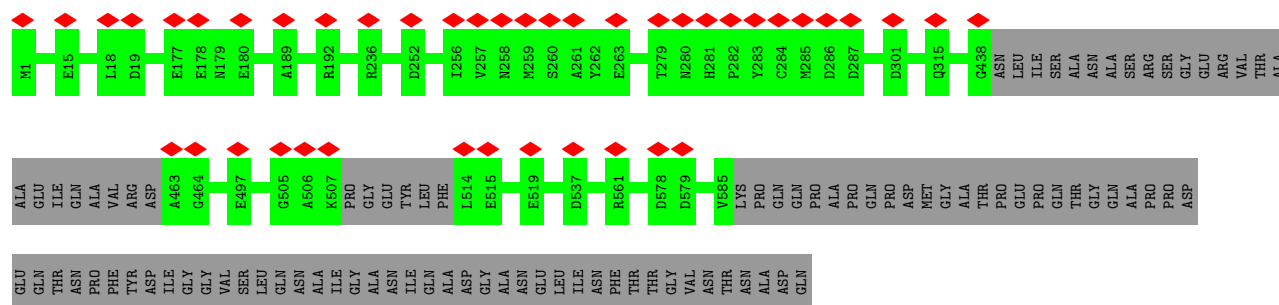 M1 E15 L18 D19 E177 E178 N179 E180 A189 R192 R236 D252 I256 V257 N258 M259 S260 A261 Y262 E263 T279 N280 H281 P282 Y283 C284 M285 D286 D287 D301 Q315 G438 ASN LEU ILE SER ALA ASN ALA SER ARG SER GLY GLU ARG VAL THR ALA
ALA GLU ILE GLN ALA VAL ARG ASP A463 G464 E497 G505 A506 K507 PRO GLY GLU TYR LEU PHE L514 E515 E519 D537 R561 D578 D579 V585 LYS PRO GLN GLN PRO ALA PRO GLN PRO ASP MET GLY ALA THR PRO GLU PRO GLN THR GLY GLN ALA PRO PRO ASP
GLU GLN THR ASN PRO PHE TYR ASP ILE GLY GLY VAL SER LEU GLN ASN ALA ILE GLY ALA ASN ILE GLN ALA ASP GLY ALA ASN GLU LEU ILE ASN PHE THR THR GLY VAL ASN THR ASN ALA ASP GLN